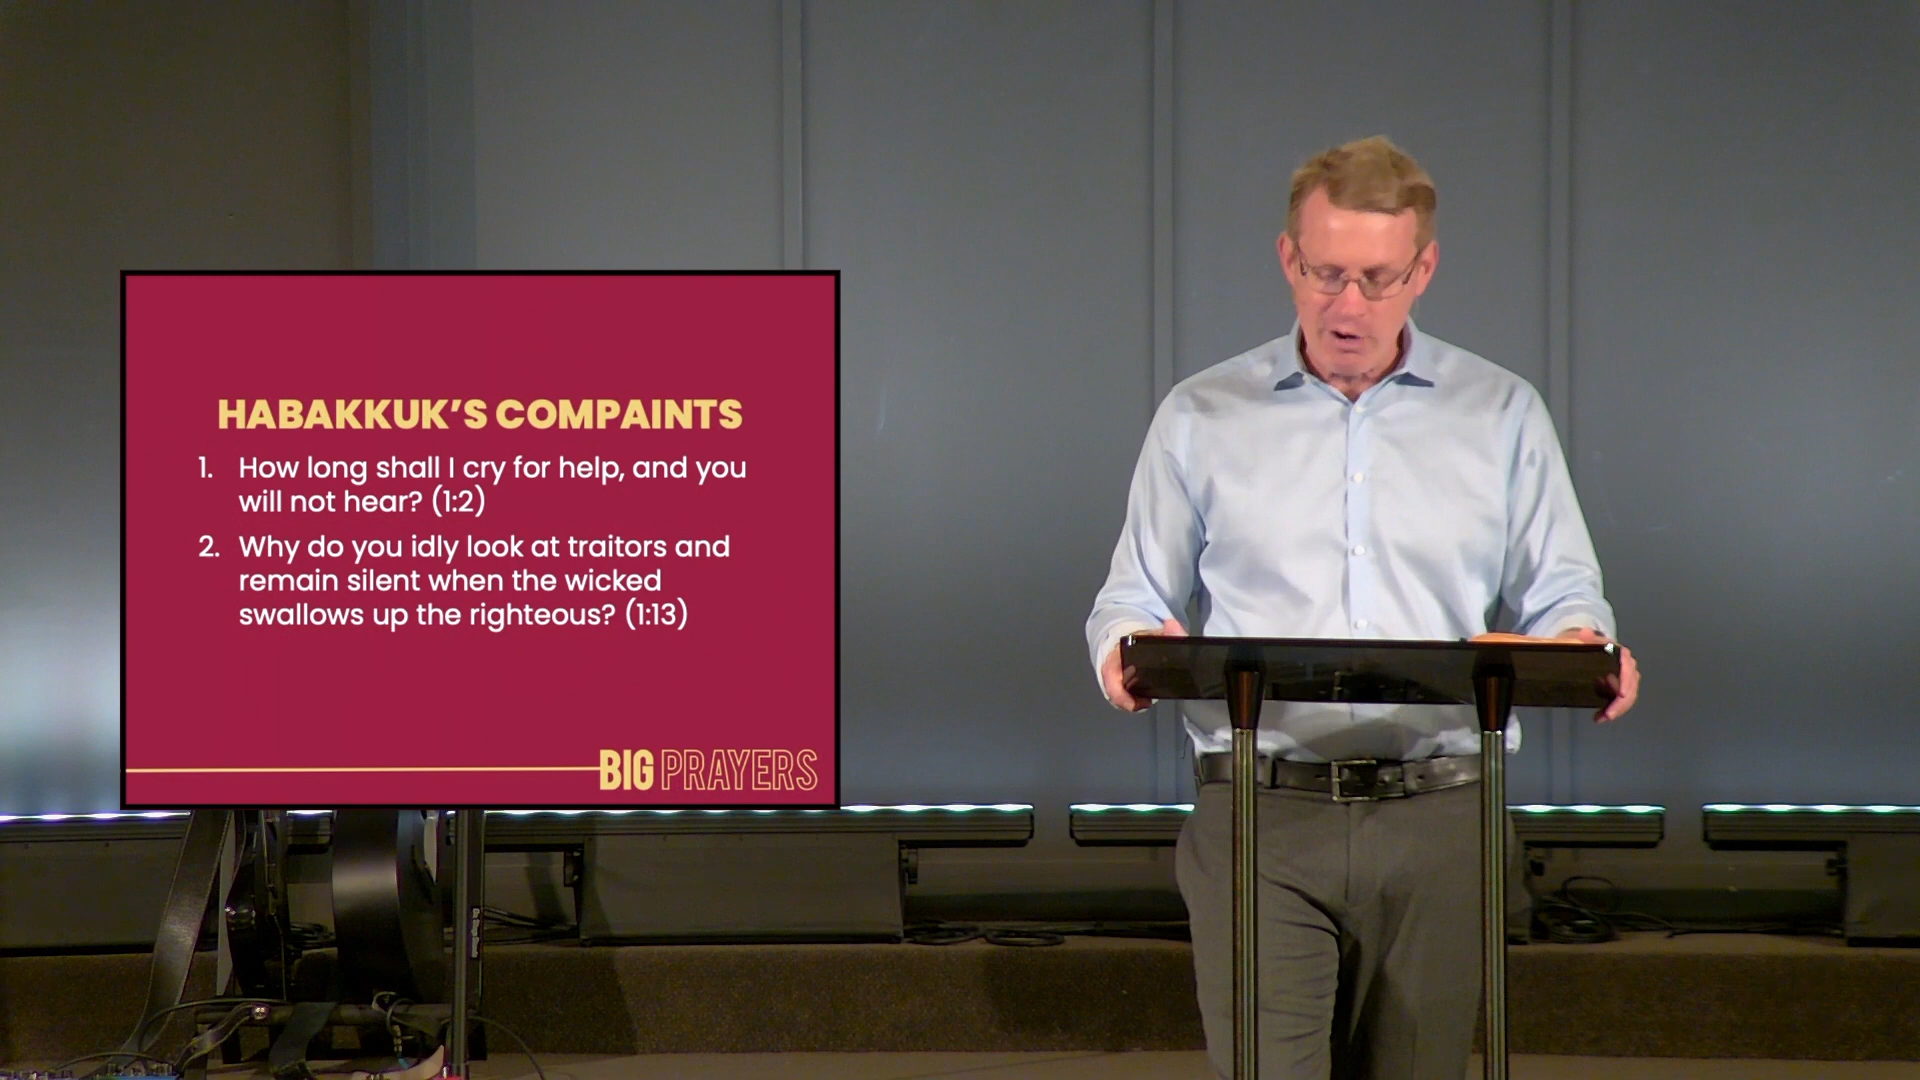 HABAKKUK'S COMPAINTS
1. How long shall I cry for help, and you
will not hear? (1:2)
2. Why do you idly look at traitors and
remain silent when the wicked
swallows up the righteous? (1:13)
BIG PRAYERS